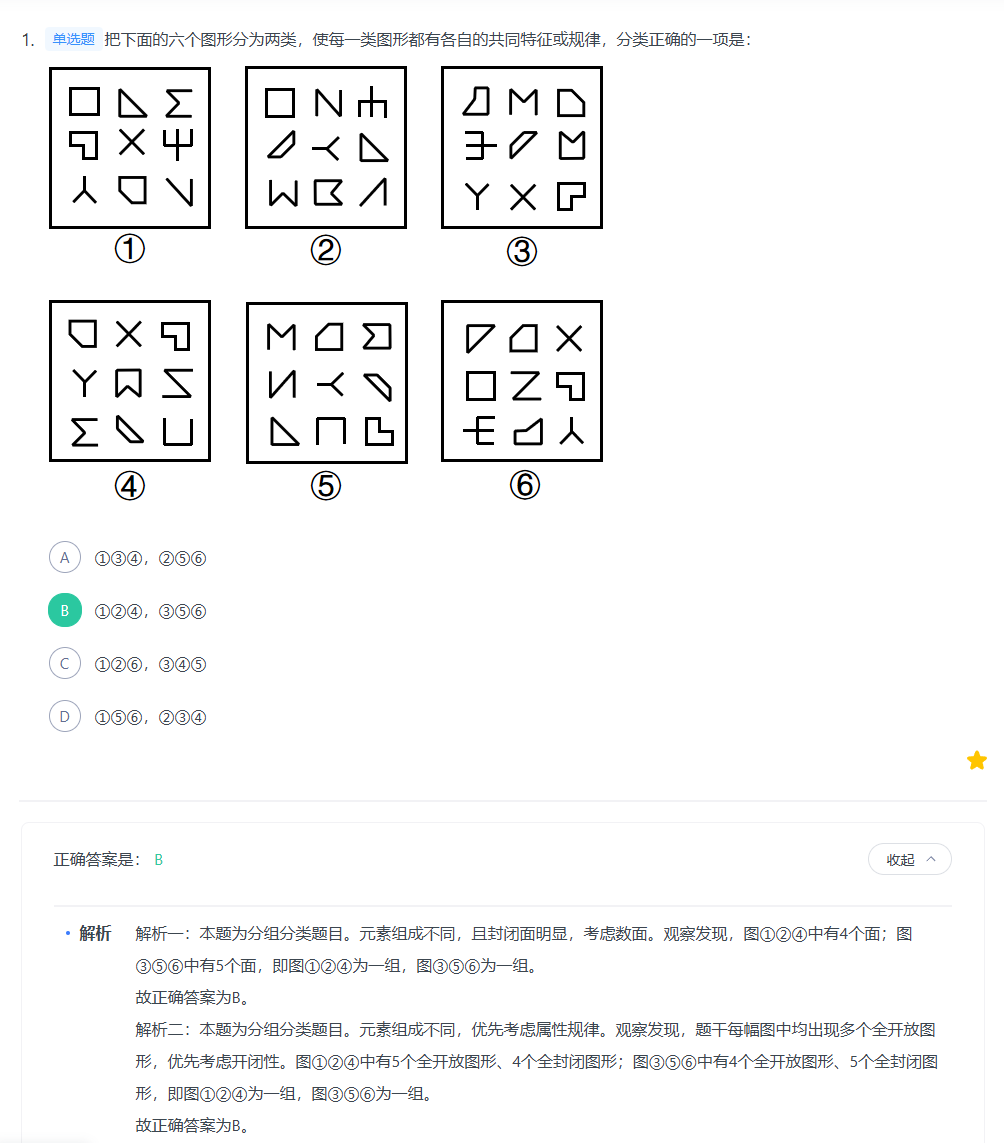 1. 单选题 把下面的六个图形分为两类，使每一类图形都有各自的共同特征或规律，分类正确的一项是：
① ② ③
④ ⑤ ⑥
A ①③④，②⑤⑥
B ①②④，③⑤⑥
C ①②⑥，③④⑤
D ①⑤⑥，②③④
正确答案是： B 收起
• 解析 解析一：本题为分组分类题目。元素组成不同，且封闭面明显，考虑数面。观察发现，图①②④中有4个面；图
③⑤⑥中有5个面，即图①②④为一组，图③⑤⑥为一组。
故正确答案为B。
解析二：本题为分组分类题目。元素组成不同，优先考虑属性规律。观察发现，题干每幅图中均出现多个全开放图
形，优先考虑开闭性。图①②④中有5个全开放图形、4个全封闭图形；图③⑤⑥中有4个全开放图形、5个全封闭图
形，即图①②④为一组，图③⑤⑥为一组。
故正确答案为B。